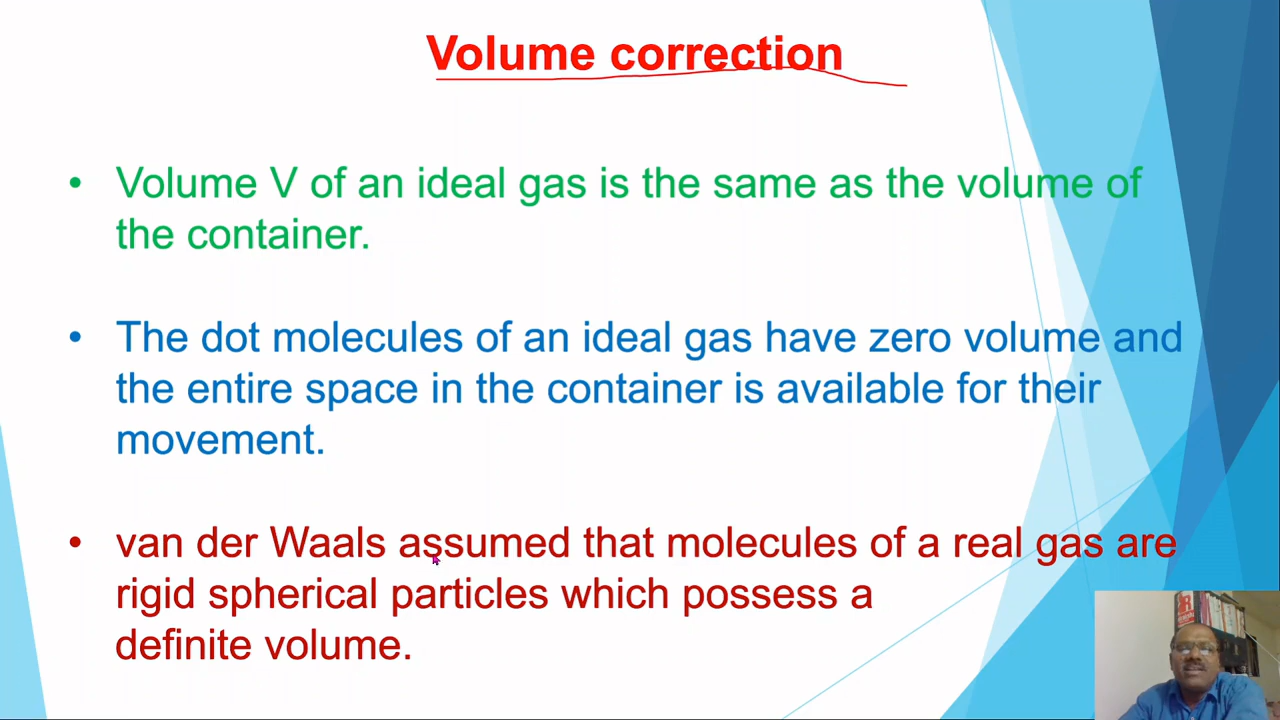 Volume correction
• Volume V of an ideal gas is the same as the volume of
the container.
• The dot molecules of an ideal gas have zero volume and
the entire space in the container is available for their
movement.
• van der Waals assumed that molecules of a real gas are
rigid spherical particles which possess a
definite volume.